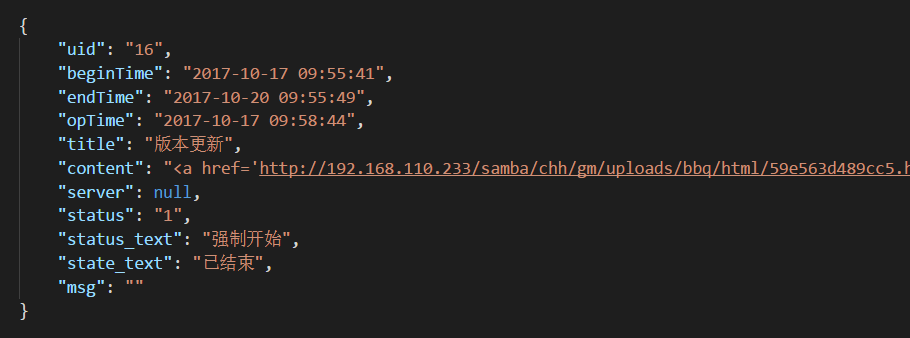 {
"uid": "16",
"beginTime": "2017-10-17 09:55:41",
"endTime": "2017-10-20 09:55:49",
"opTime": "2017-10-17 09:58:44",
"title": "版本更新",
"content": "<a href='http://192.168.110.233/samba/chh/gm/uploads/bbq/html/59e563d489cc5.h
"server": null,
"status": "1",
"status_text": "强制开始",
"state_text": "已结束",
"msg": ""
}